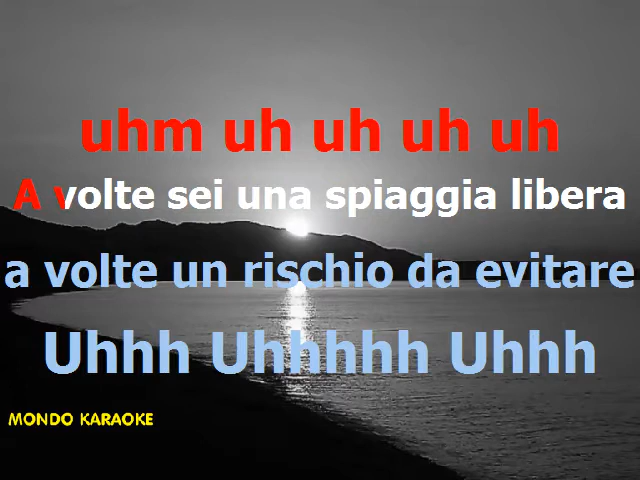 uhm uh uh uh uh
A volte sei una spiaggia libera
a volte un rischio da evitare
Uhhh Uhhhhh Uhhh
MONDO KARAOKE